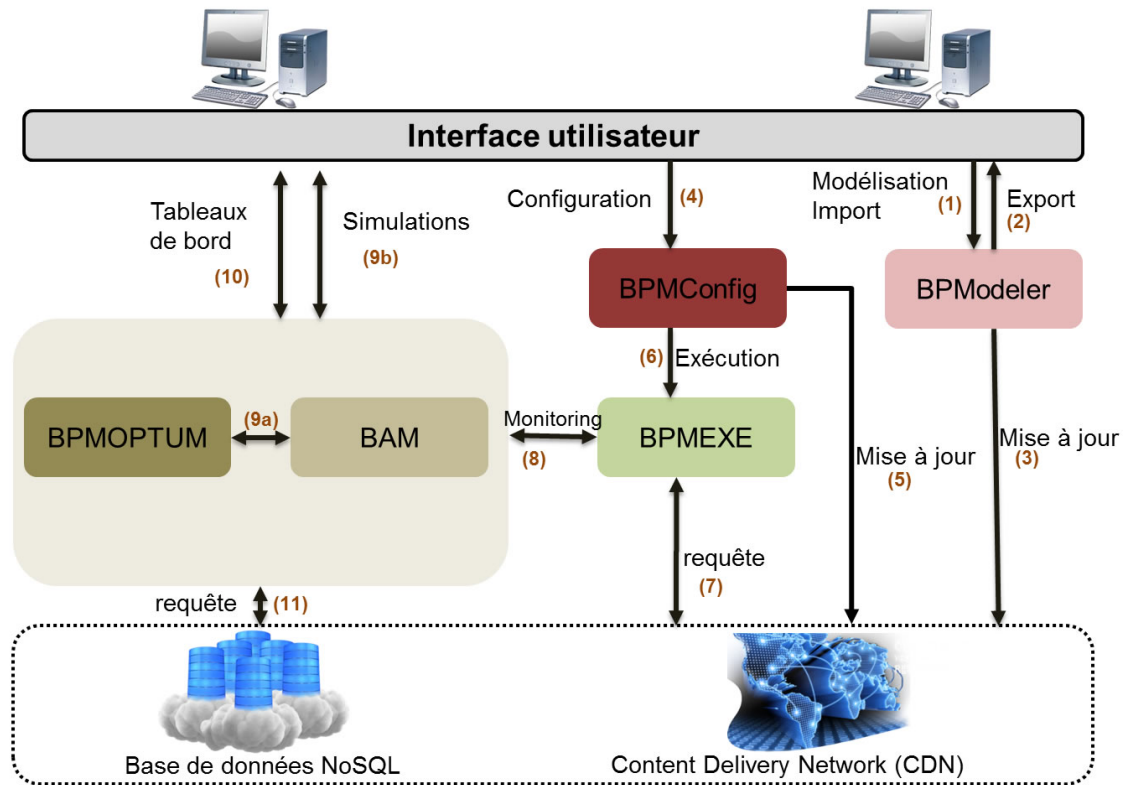 Interface utilisateur
Tableaux
de bord
(10)
Simulations
(9b)
Configuration
(4)
Modélisation
Import
(1)
Export
(2)
BPMConfig
BPModeler
(6)
Exécution
BPMOPTUM
(9a)
BAM
Monitoring
(8)
BPMEXE
Mise à jour
(5)
Mise à jour
(3)
requête
(7)
requête
(11)
Base de données NoSQL
Content Delivery Network (CDN)